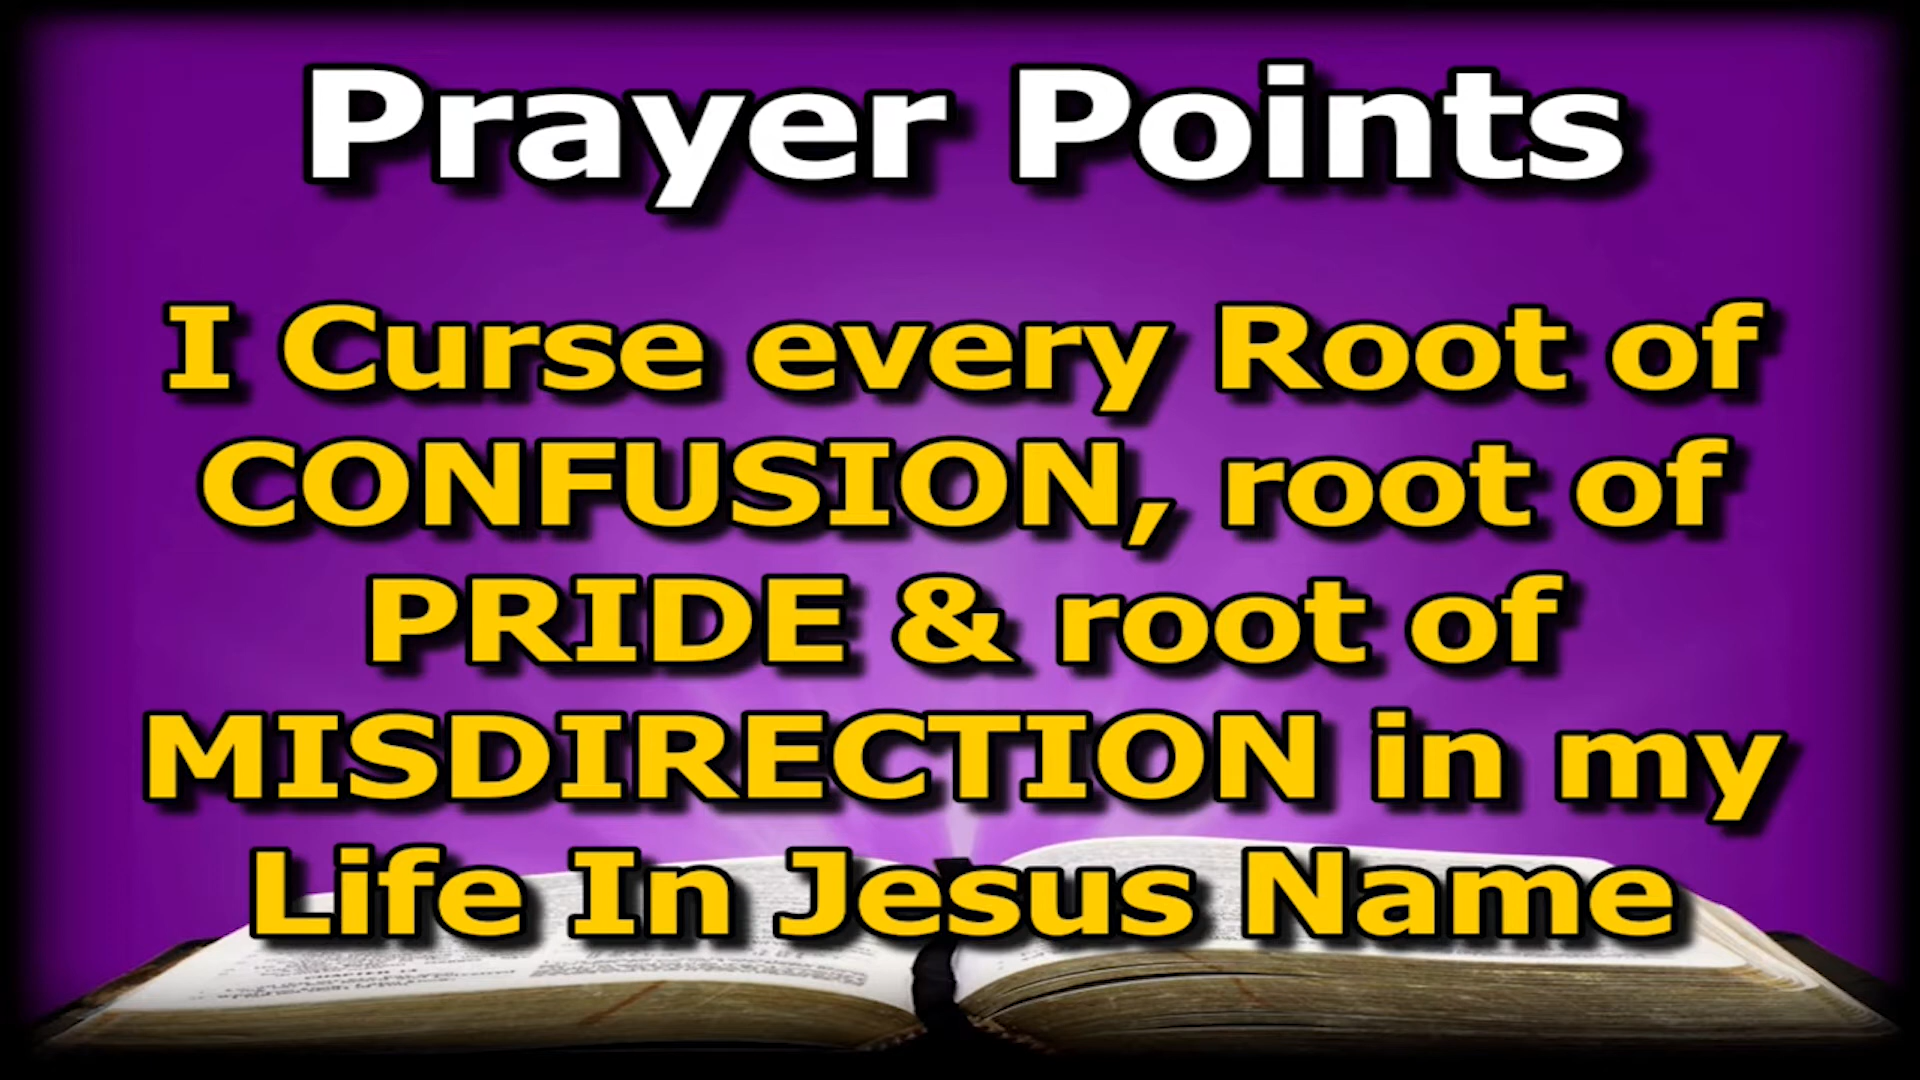 Prayer Points
I Curse every Root of
CONFUSION, root of
PRIDE & root of
MISDIRECTION in my
Life In Jesus Name